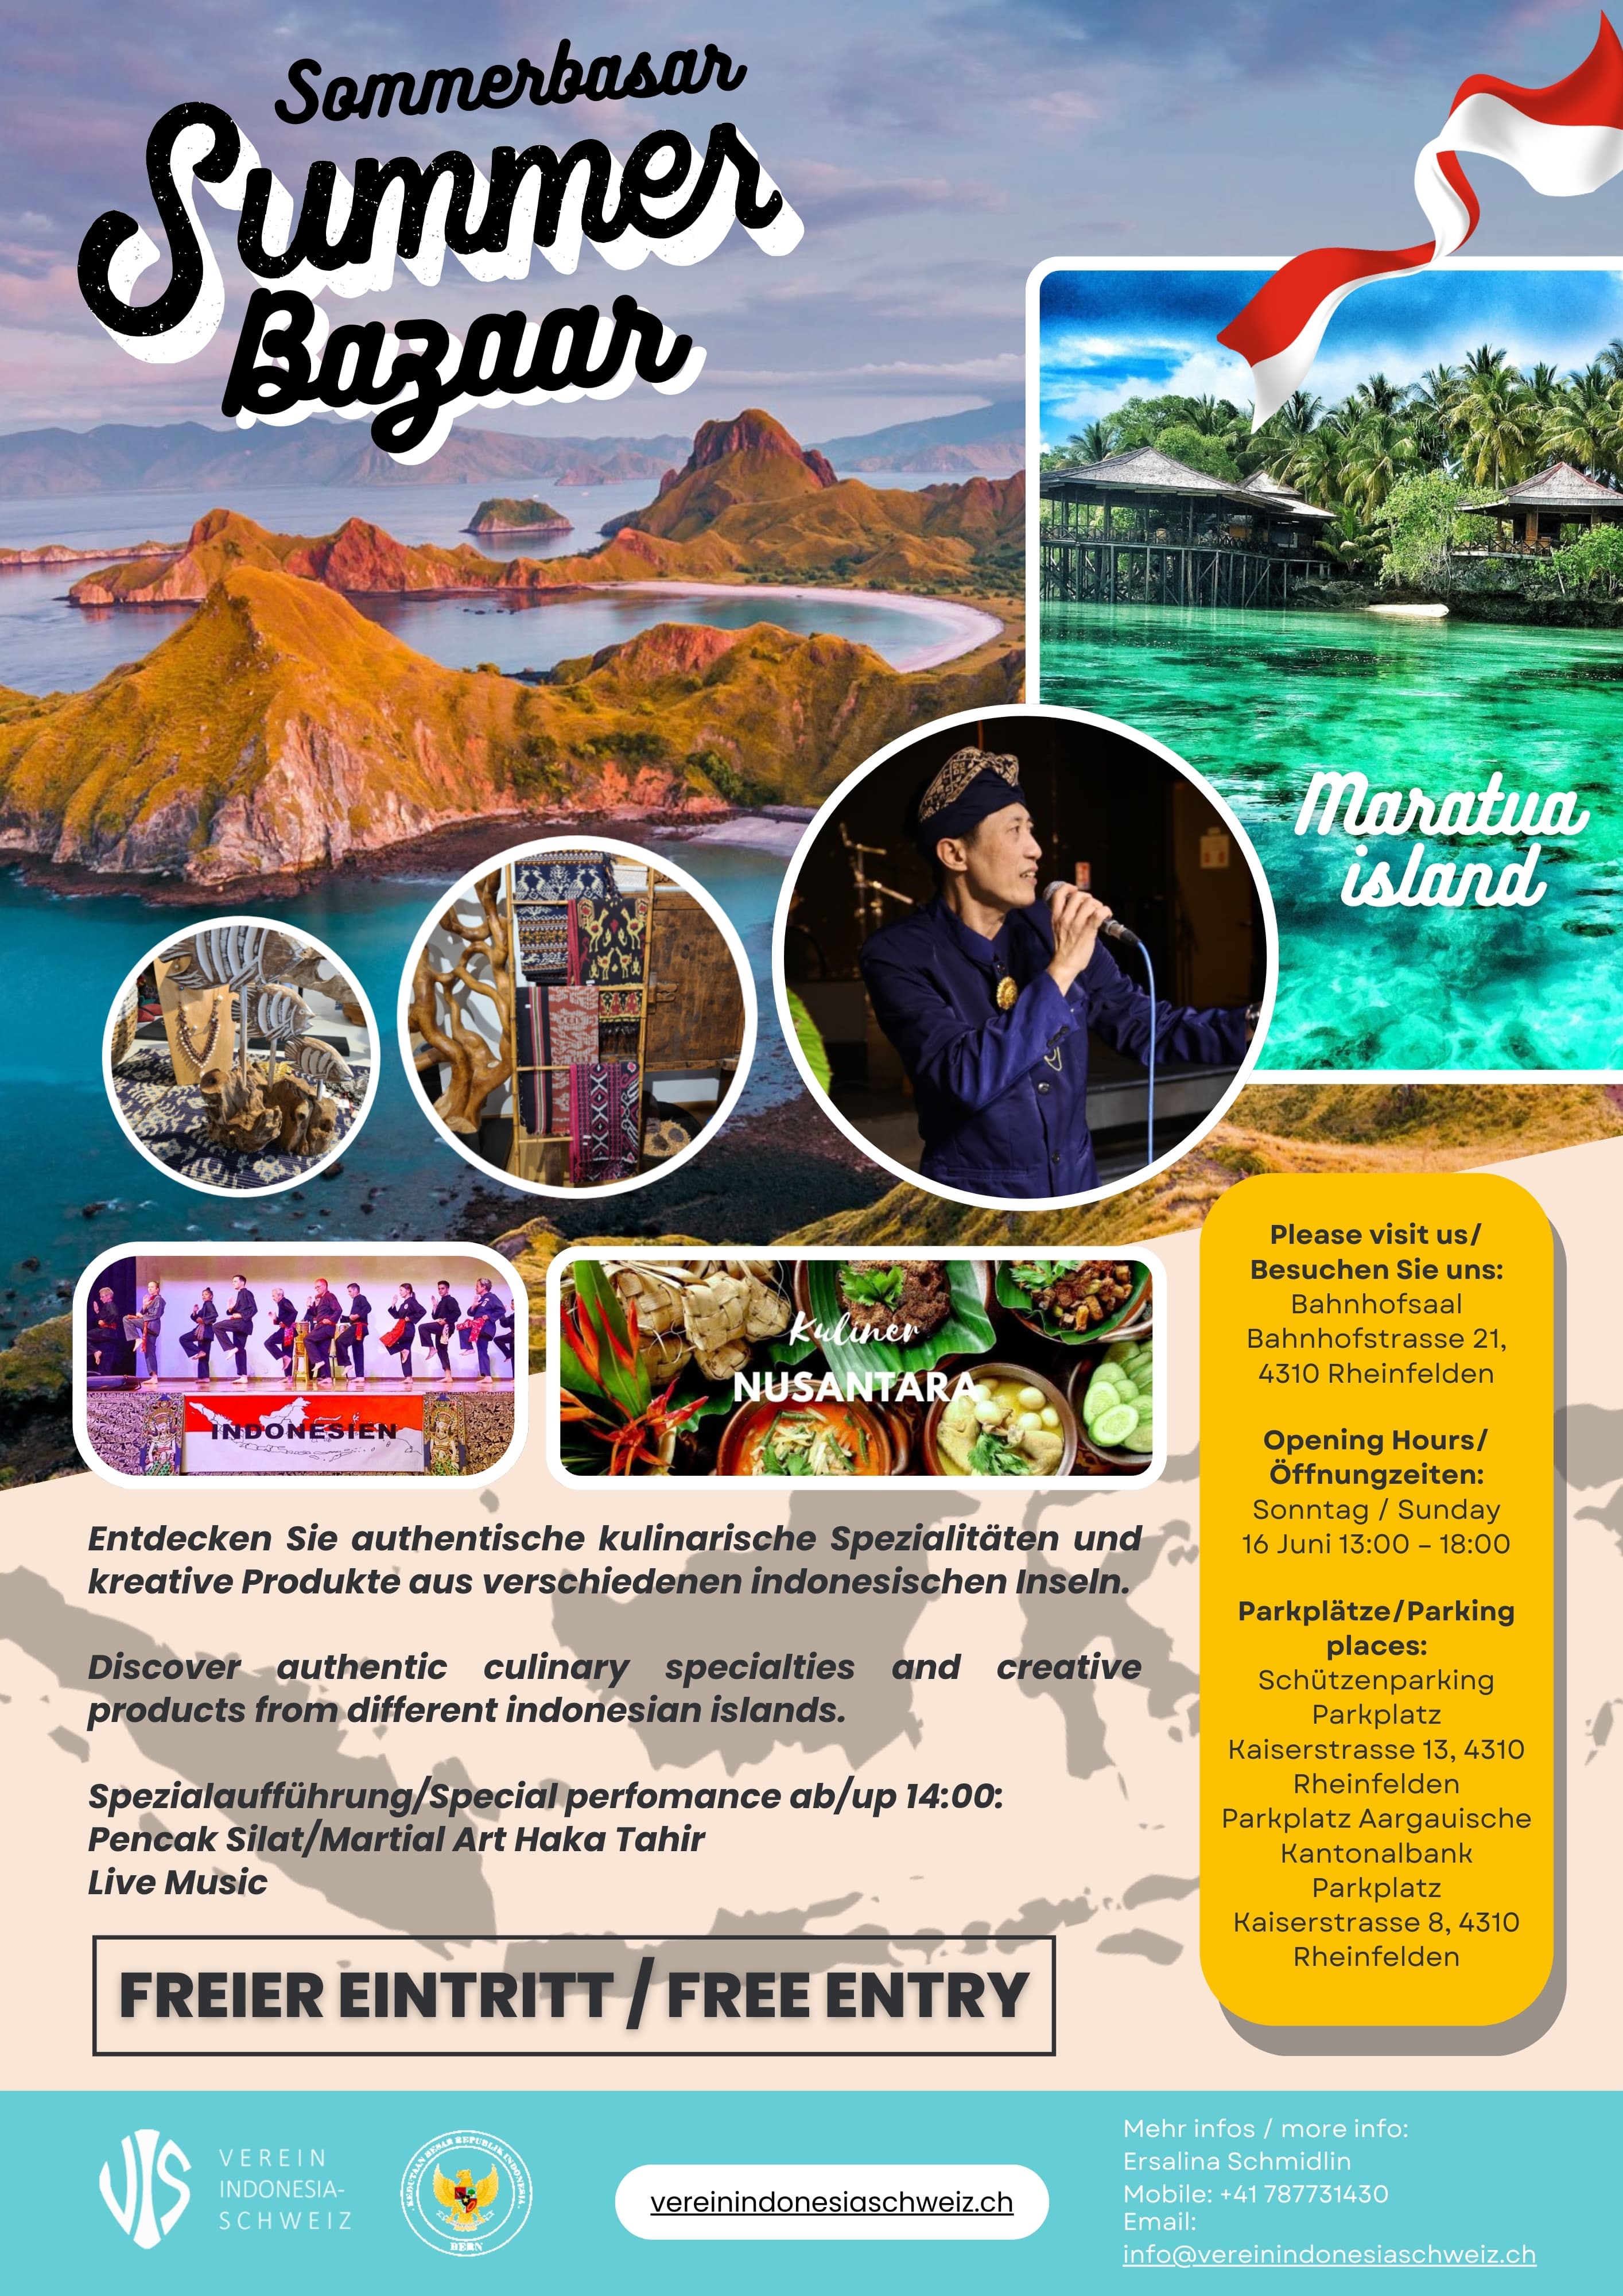 Sommerbasar
Summer
Bazaar
Maratua
island
Kuliner
NUSANTARA
INDONESIEN
Please visit us/
Besuchen Sie uns:
Bahnhofsaal
Bahnhofstrasse 21,
4310 Rheinfelden
Opening Hours/
Öffnungzeiten:
Sonntag / Sunday
16 Juni 13:00 – 18:00
Parkplätze/Parking
places:
Schützenparking
Parkplatz
Kaiserstrasse 13, 4310
Rheinfelden
Parkplatz Aargauische
Kantonalbank
Parkplatz
Kaiserstrasse 8, 4310
Rheinfelden
Entdecken Sie authentische kulinarische Spezialitäten und
kreative Produkte aus verschiedenen indonesischen Inseln.
Discover authentic culinary specialties and creative
products from different indonesian islands.
Spezialaufführung/Special perfomance ab/up 14:00:
Pencak Silat/Martial Art Haka Tahir
Live Music
FREIER EINTRITT / FREE ENTRY
VIS
VEREIN
INDONESIA-
SCHWEIZ
KEDUTAAN BESAR REPUBLIK INDONESIA
BERN
vereinindonesiaschweiz.ch
Mehr infos / more info:
Ersalina Schmidlin
Mobile: +41 787731430
Email:
info@vereinindonesiaschweiz.ch